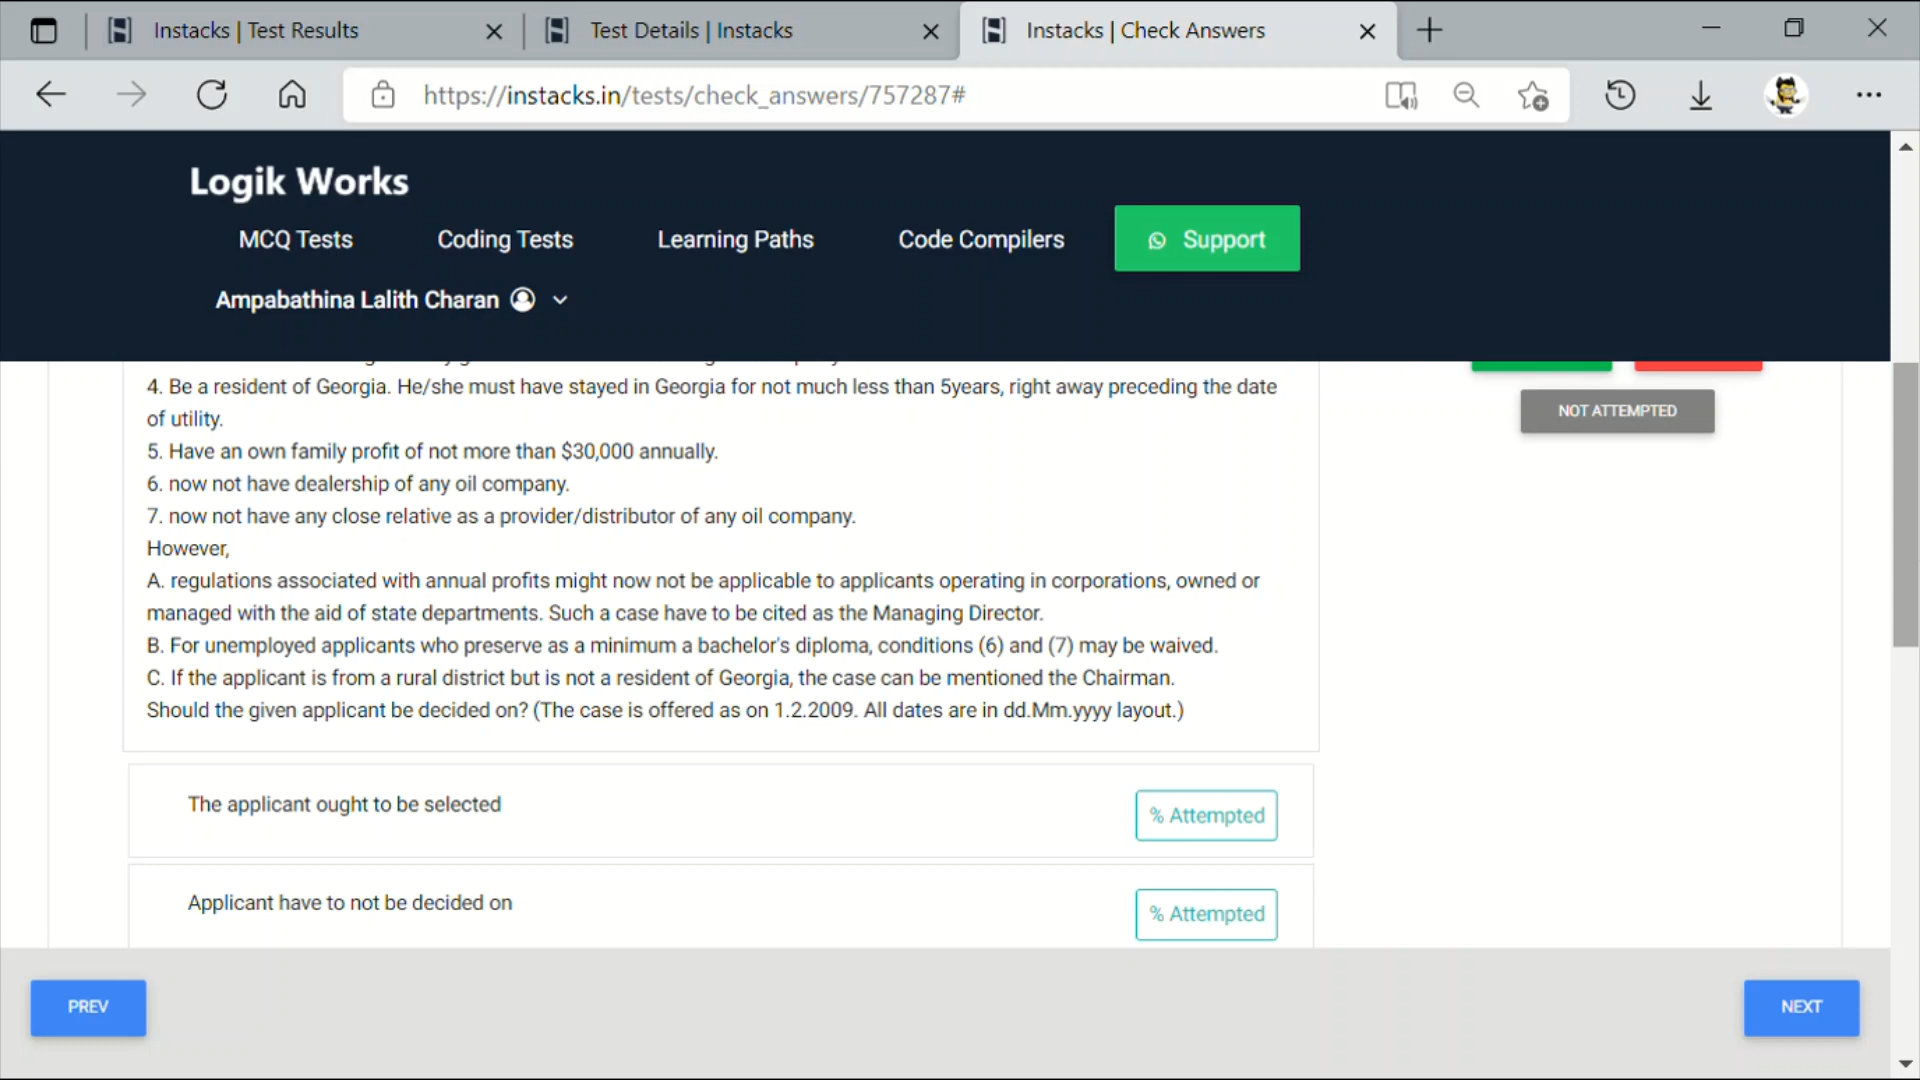 Instacks | Test Results
Test Details | Instacks
Instacks | Check Answers
https://instacks.in/tests/check_answers/757287#
Logik Works
MCQ Tests
Coding Tests
Learning Paths
Code Compilers
Support
Ampabathina Lalith Charan
4. Be a resident of Georgia. He/she must have stayed in Georgia for not much less than 5years, right away preceding the date
of utility.
5. Have an own family profit of not more than $30,000 annually.
6. now not have dealership of any oil company.
7. now not have any close relative as a provider/distributor of any oil company.
However,
A. regulations associated with annual profits might now not be applicable to applicants operating in corporations, owned or
managed with the aid of state departments. Such a case have to be cited as the Managing Director.
B. For unemployed applicants who preserve as a minimum a bachelor's diploma, conditions (6) and (7) may be waived.
C. If the applicant is from a rural district but is not a resident of Georgia, the case can be mentioned the Chairman.
Should the given applicant be decided on? (The case is offered as on 1.2.2009. All dates are in dd.Mm.yyyy layout.)
NOT ATTEMPTED
The applicant ought to be selected
% Attempted
Applicant have to not be decided on
% Attempted
PREV
NEXT